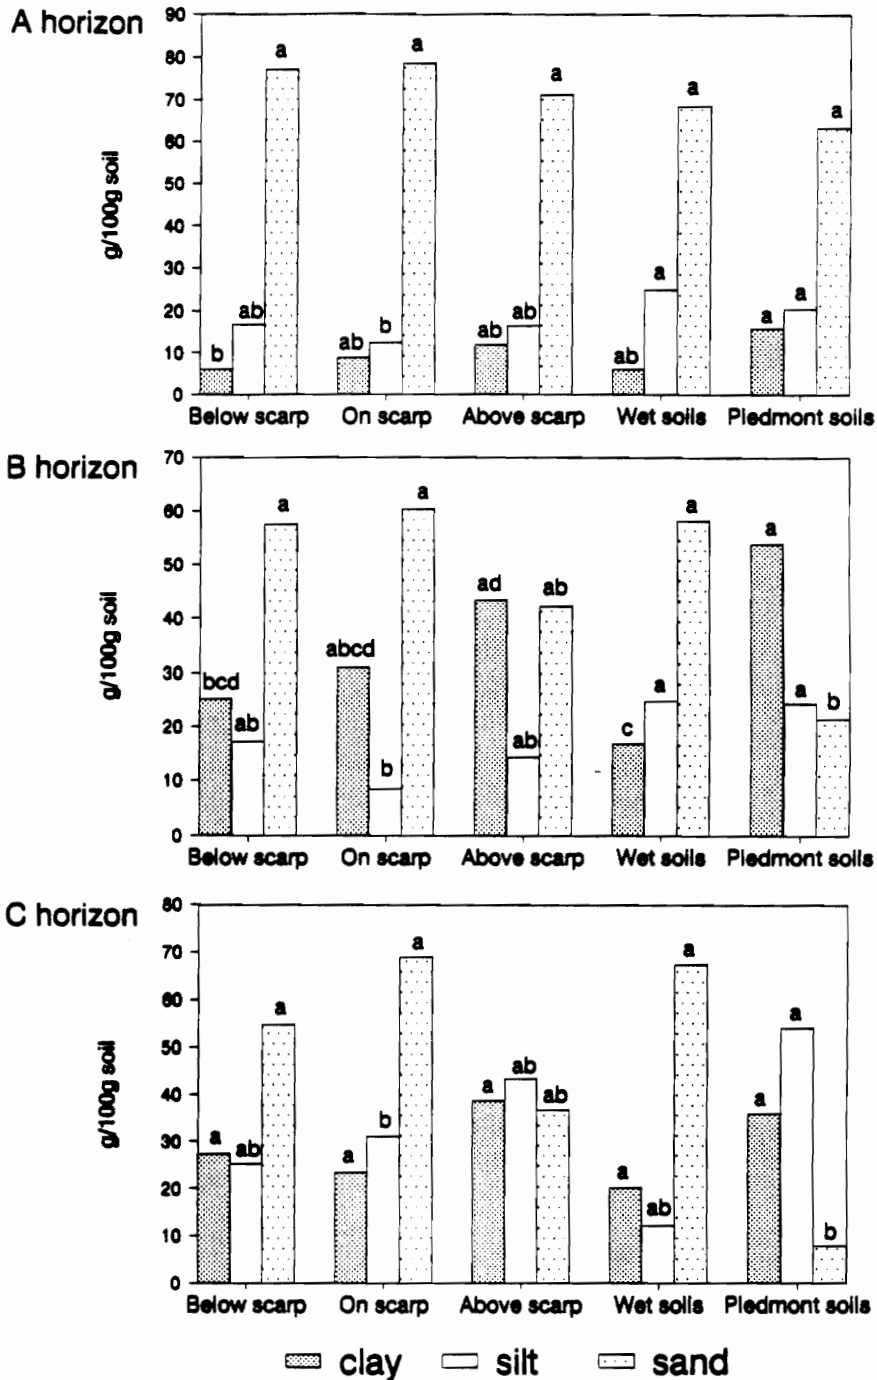 A horizon
g/100g soil
90
80
70
60
50
40
30
20
10
0
b ab a
ab b a
ab ab a
ab a a
a a a
Below scarp On scarp Above scarp Wet soils Piedmont soils
B horizon
g/100g soil
70
60
50
40
30
20
10
0
bcd ab a
abcd b a
ad ab ab
c a a
a a b
Below scarp On scarp Above scarp Wet soils Piedmont soils
C horizon
g/100g soil
80
70
60
50
40
30
20
10
0
a ab a
a b a
a ab ab
a ab a
a a b
Below scarp On scarp Above scarp Wet soils Piedmont soils
clay silt sand